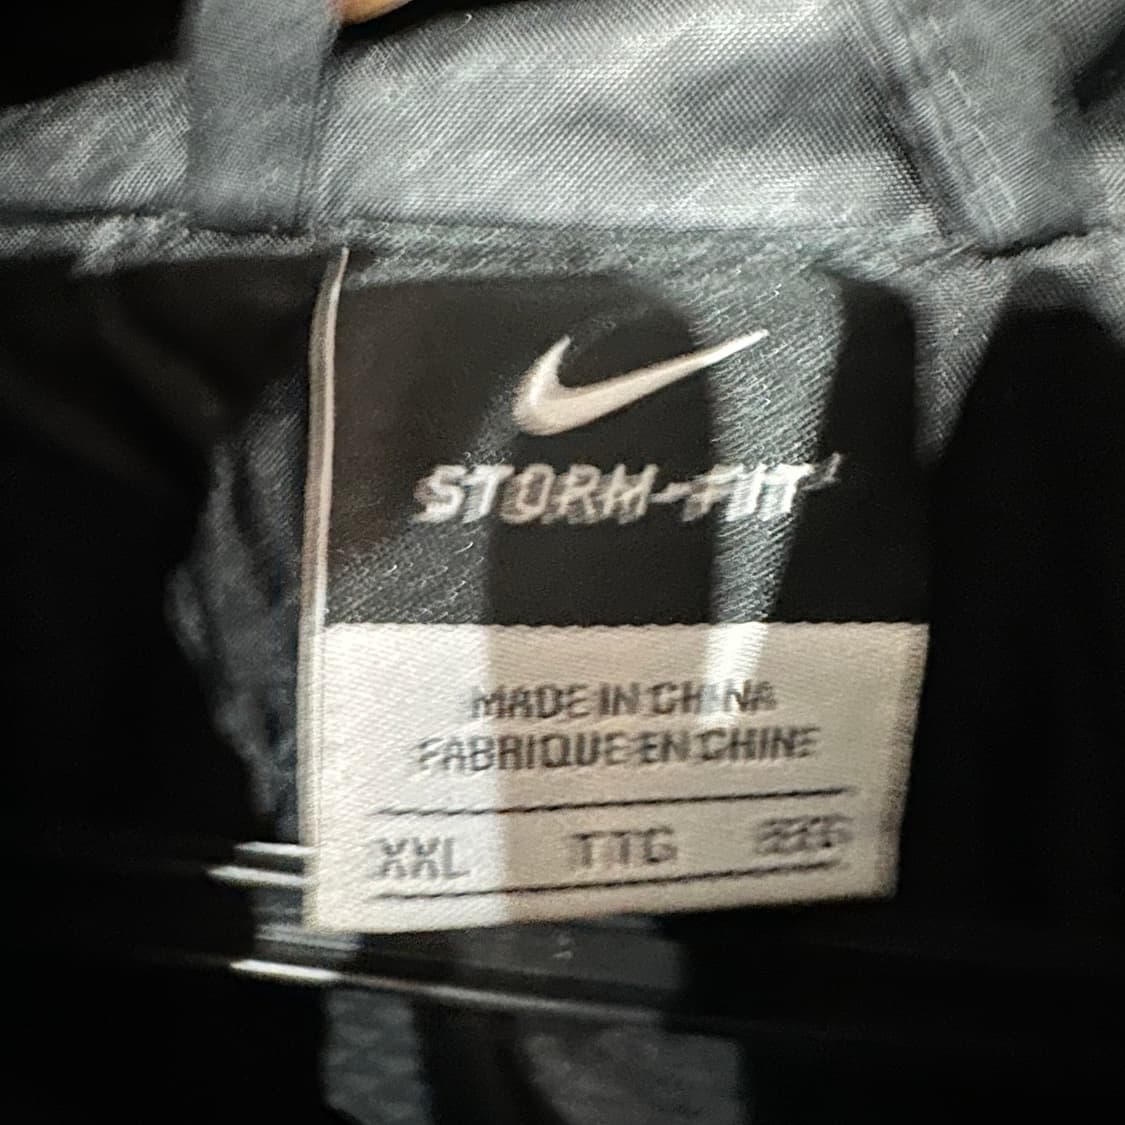 STORM-FIT
MADE IN CHINA
FABRIQUE EN CHINE
XXL TTG